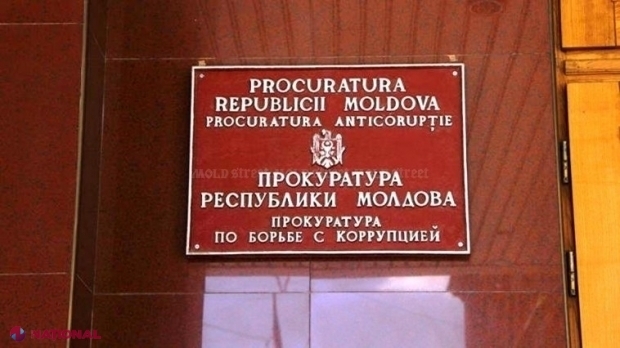 PROCURATURA
REPUBLICII MOLDOVA
PROCURATURA ANTICORUPȚIE
ПРОКУРАТУРА
РЕСПУБЛИКИ МОЛДОВА
ПРОКУРАТУРА
ПО БОРЬБЕ С КОРРУПЦИЕЙ